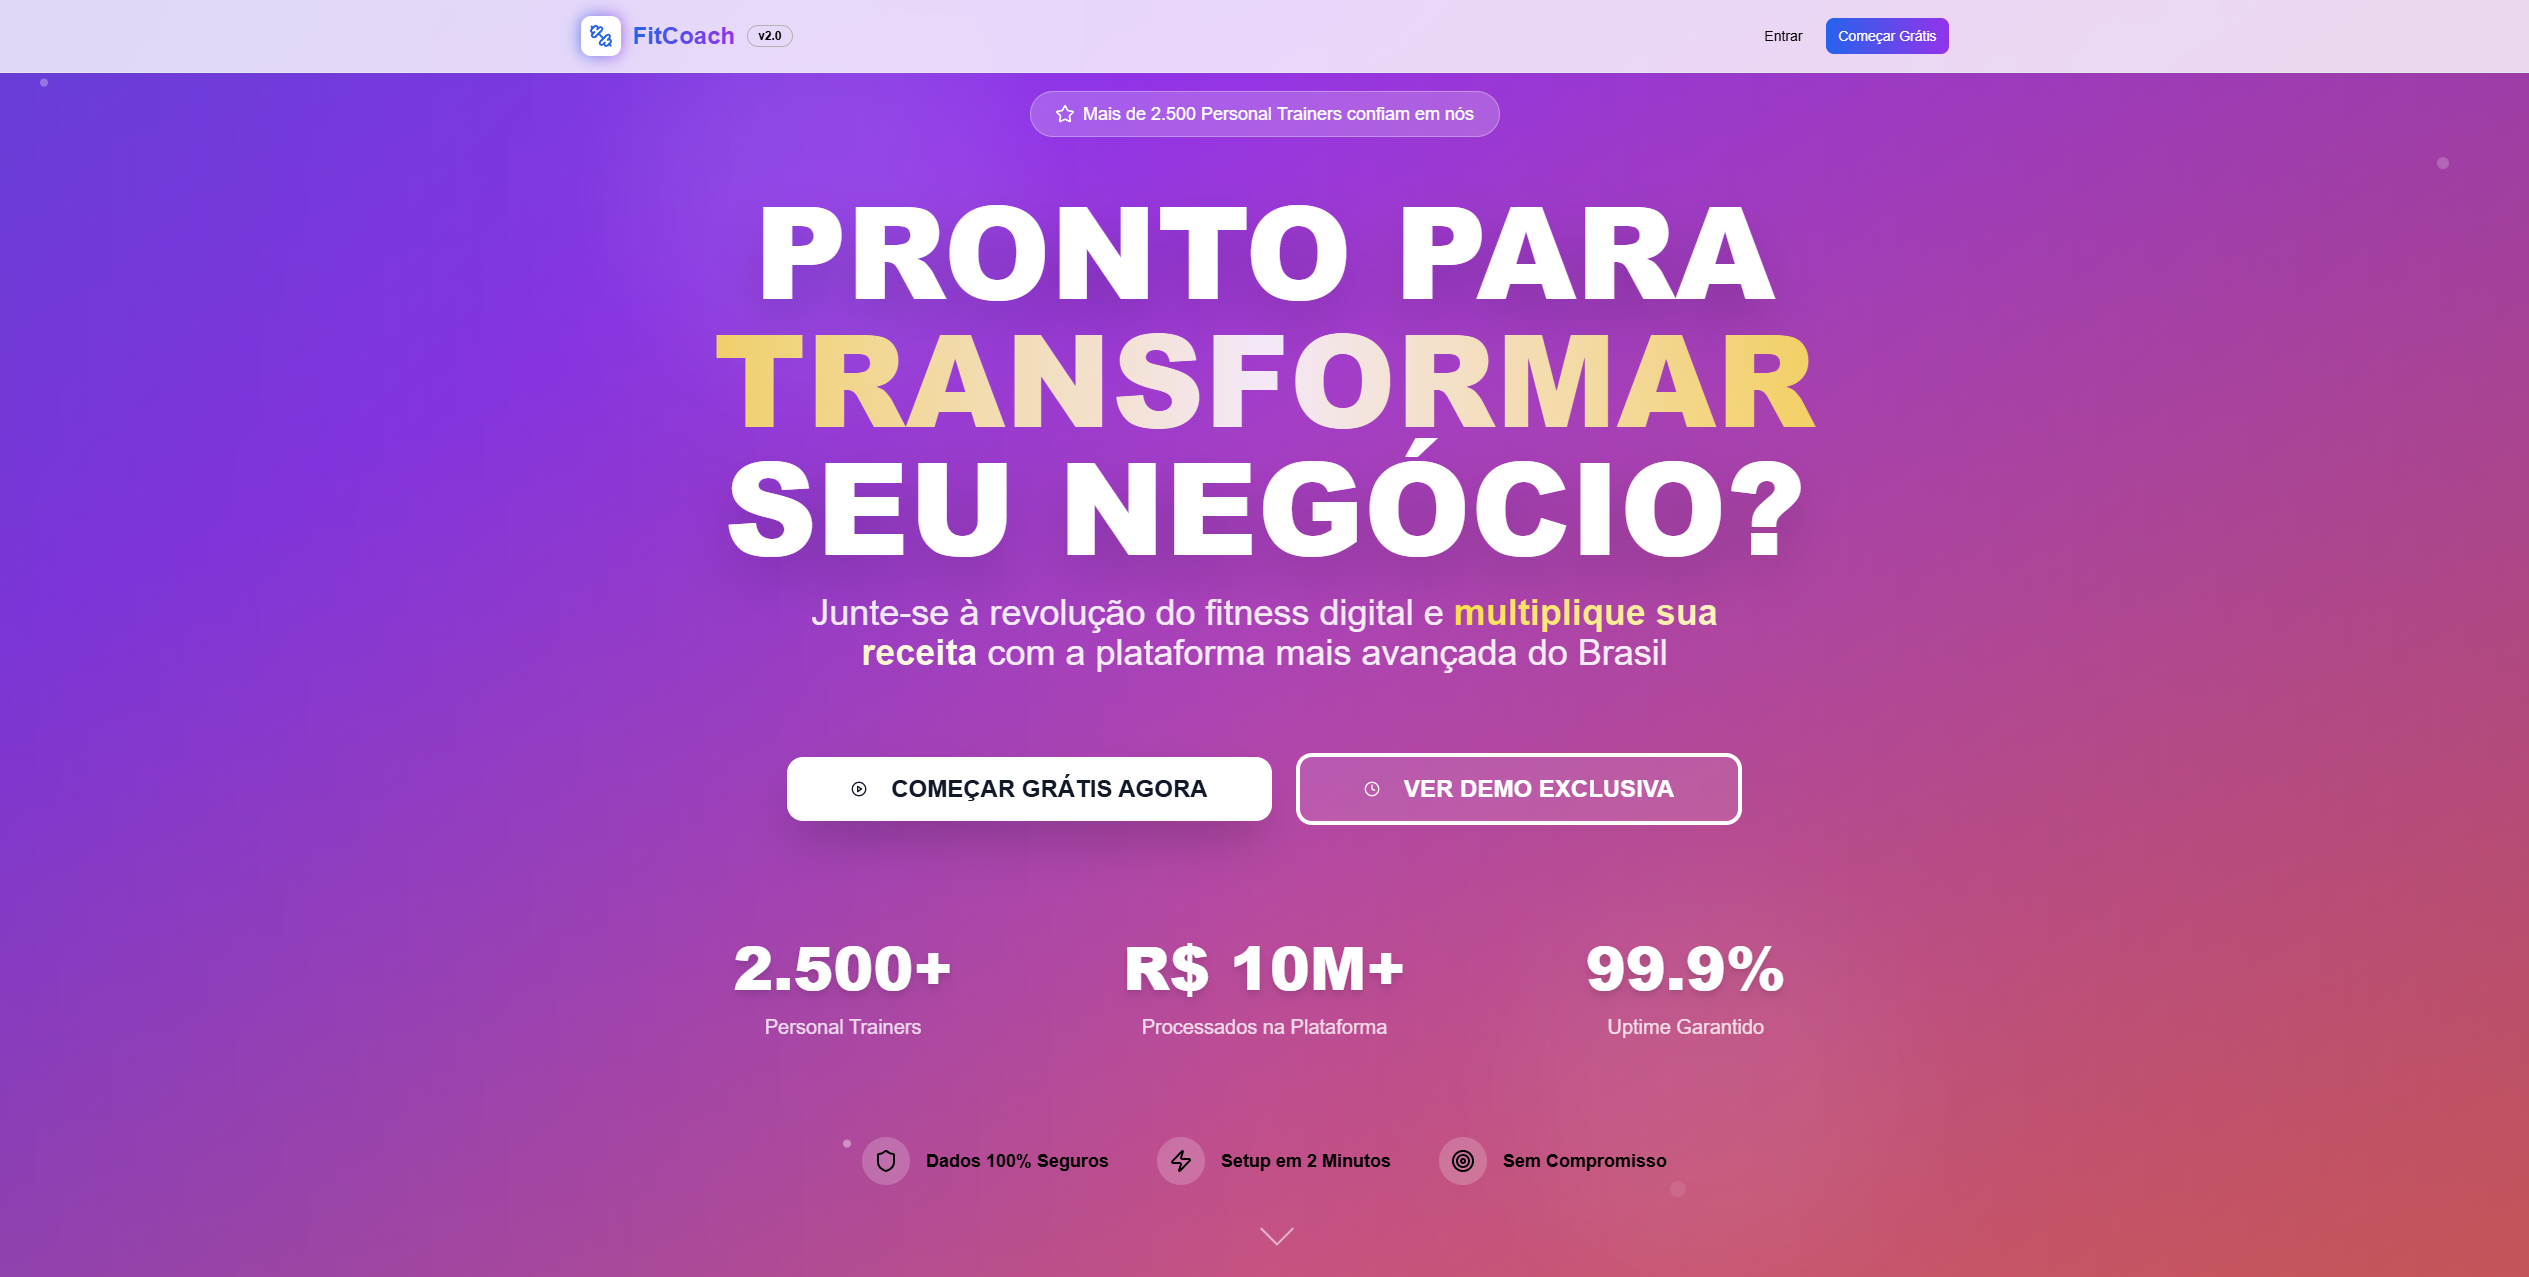 FitCoach
v2.0
Entrar
Começar Grátis
Mais de 2.500 Personal Trainers confiam em nós
PRONTO PARA
TRANSFORMAR
SEU NEGÓCIO?
Junte-se à revolução do fitness digital e multiplique sua
receita com a plataforma mais avançada do Brasil
COMEÇAR GRÁTIS AGORA
VER DEMO EXCLUSIVA
2.500+
Personal Trainers
R$ 10M+
Processados na Plataforma
99.9%
Uptime Garantido
Dados 100% Seguros
Setup em 2 Minutos
Sem Compromisso